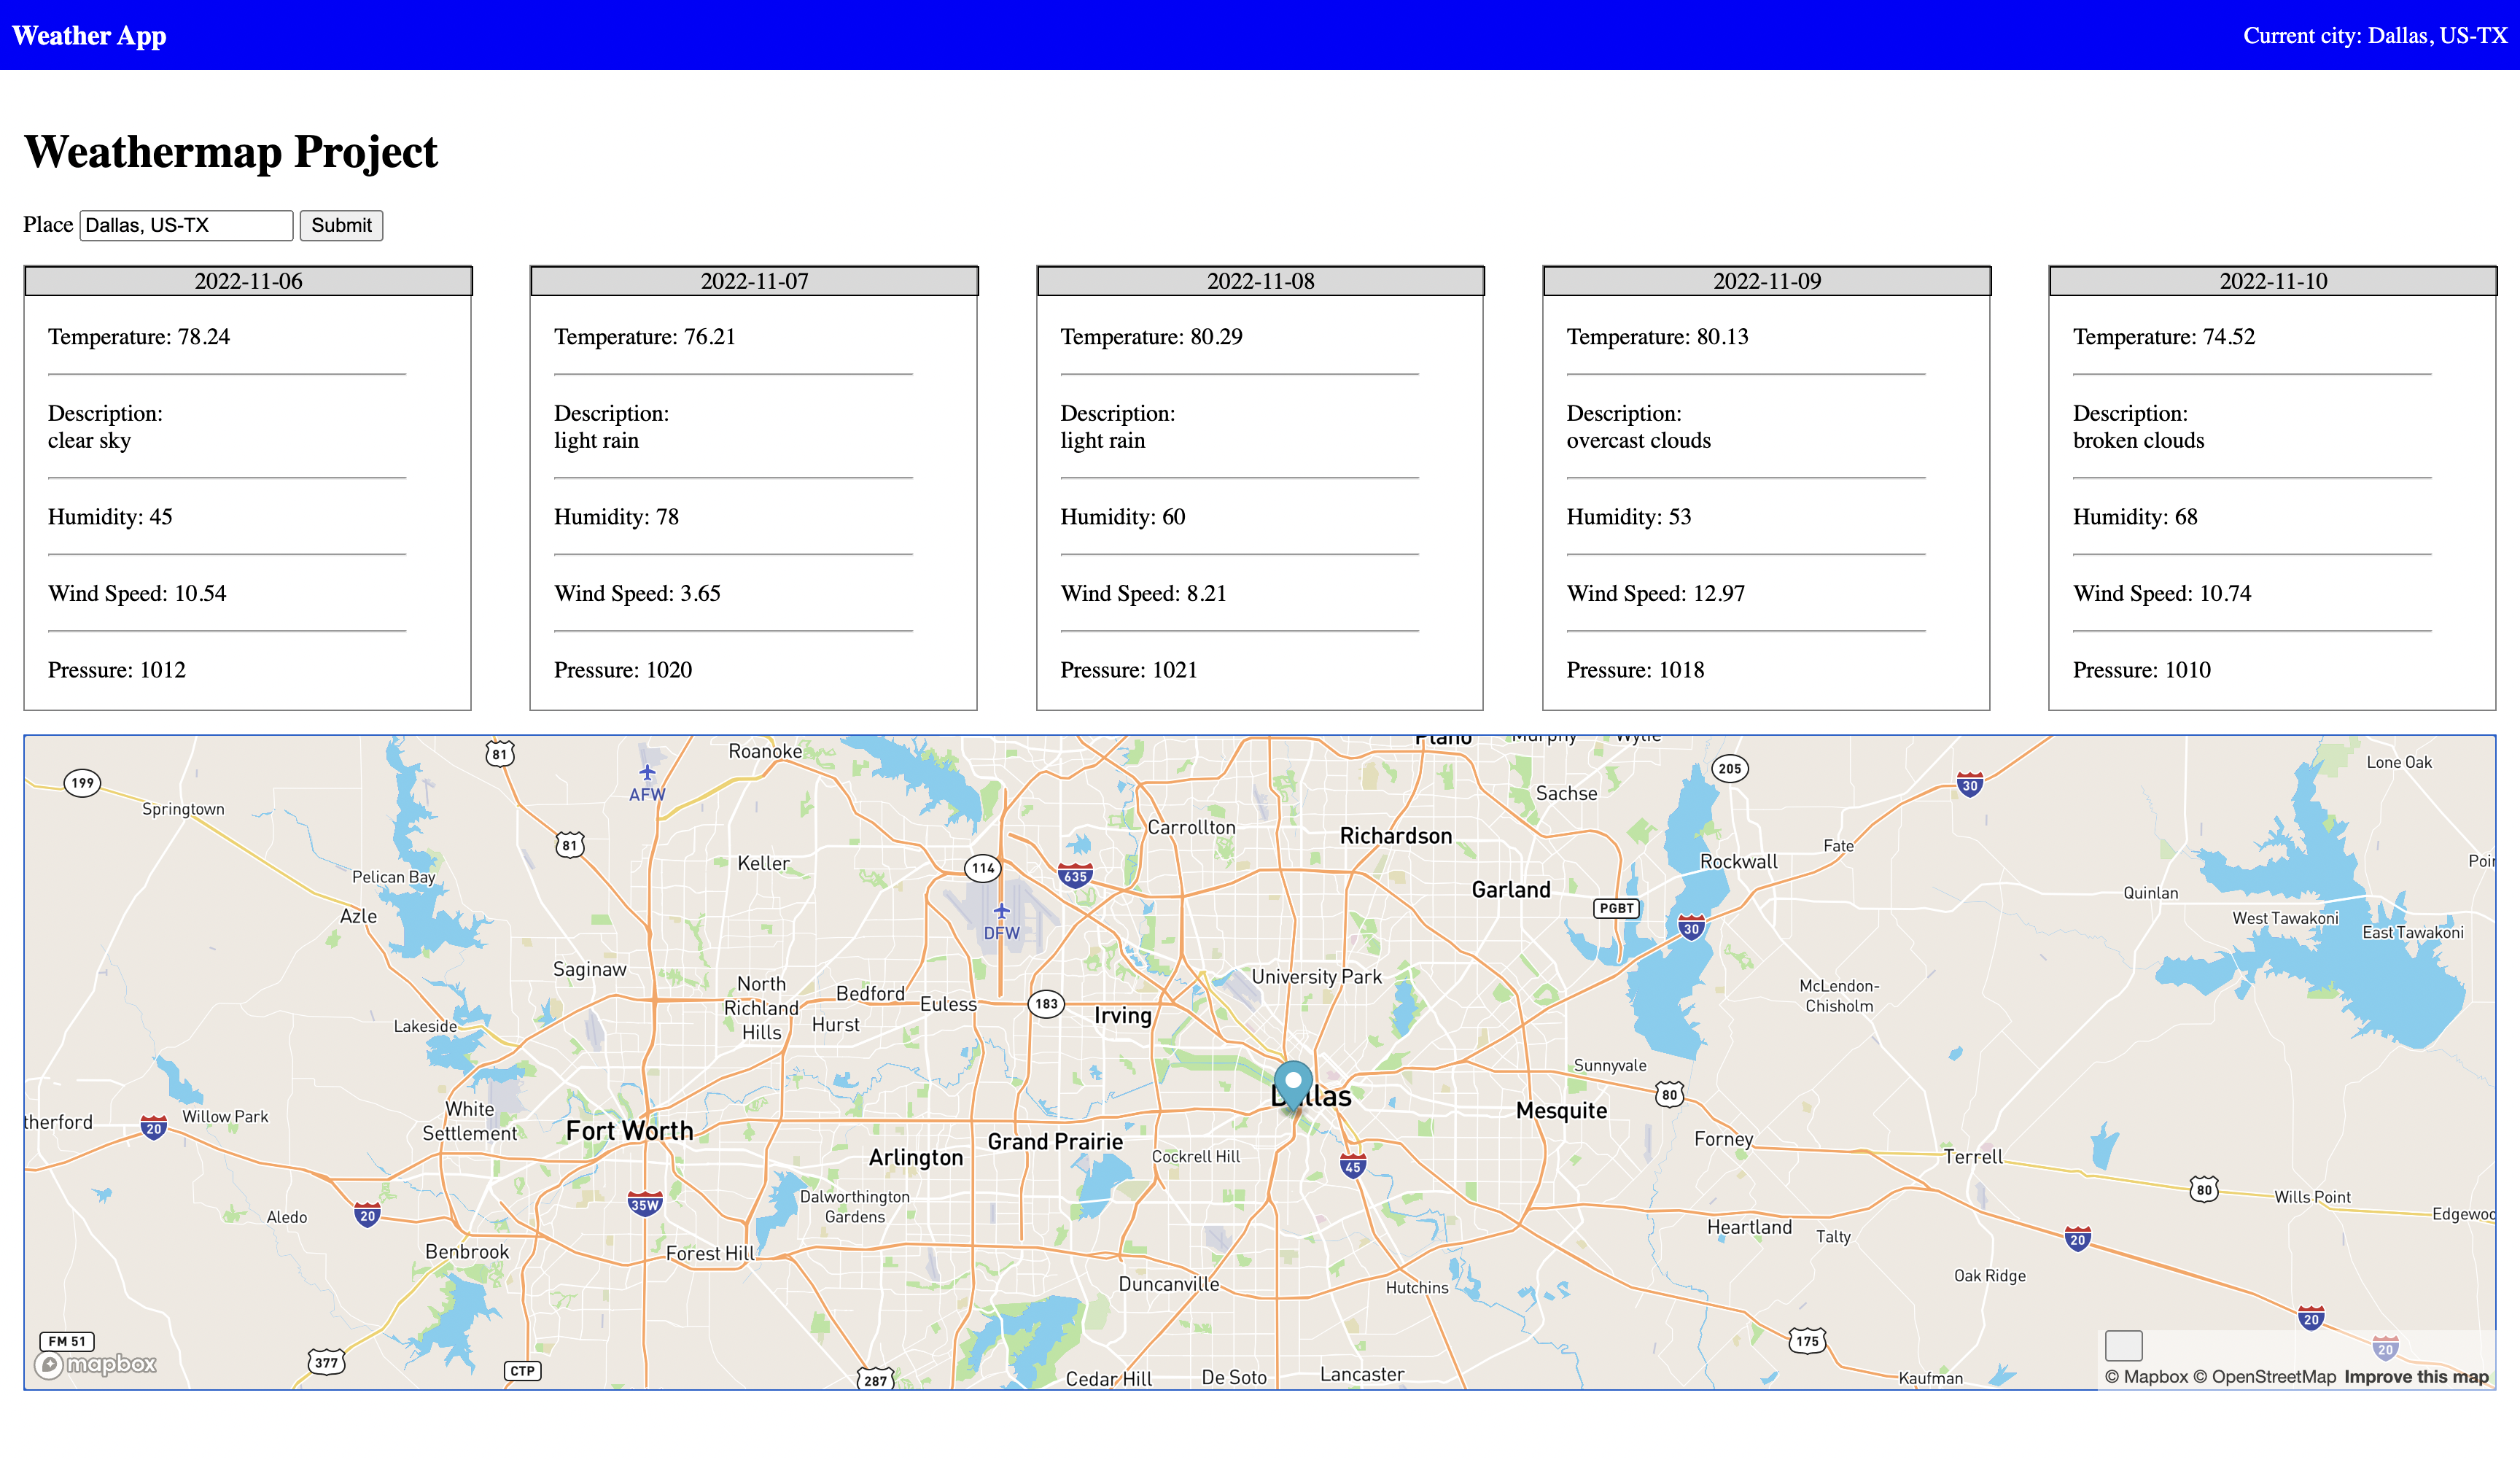 Weather App
Current city: Dallas, US-TX
Weathermap Project
Place Dallas, US-TX Submit
2022-11-06
Temperature: 78.24
Description:
clear sky
Humidity: 45
Wind Speed: 10.54
Pressure: 1012
2022-11-07
Temperature: 76.21
Description:
light rain
Humidity: 78
Wind Speed: 3.65
Pressure: 1020
2022-11-08
Temperature: 80.29
Description:
light rain
Humidity: 60
Wind Speed: 8.21
Pressure: 1021
2022-11-09
Temperature: 80.13
Description:
overcast clouds
Humidity: 53
Wind Speed: 12.97
Pressure: 1018
2022-11-10
Temperature: 74.52
Description:
broken clouds
Humidity: 68
Wind Speed: 10.74
Pressure: 1010
Plano
Murphy
Wylie
81
Roanoke
199
AFW
205
30
Lone Oak
Springtown
Sachse
81
Carrollton
Richardson
Fate
Keller
114
635
Rockwall
Poin
Pelican Bay
Garland
Quinlan
Azle
PGBT
30
DFW
West Tawakoni
East Tawakoni
Saginaw
University Park
North
Richland
Hills
Bedford
Euless
183
McLendon-
Chisholm
Hurst
Irving
Lakeside
Sunnyvale
80
Dallas
Mesquite
therford
20
Willow Park
White
Settlement
Fort Worth
Grand Prairie
Forney
Arlington
Cockrell Hill
45
Terrell
80
Wills Point
Edgewoo
35W
Dalworthington
Gardens
20
Aledo
Heartland
Talty
20
Benbrook
Forest Hill
Duncanville
Hutchins
Oak Ridge
20
FM 51
175
20
mapbox
377
CTP
287
Cedar Hill
De Soto
Lancaster
Kaufman
© Mapbox © OpenStreetMap Improve this map